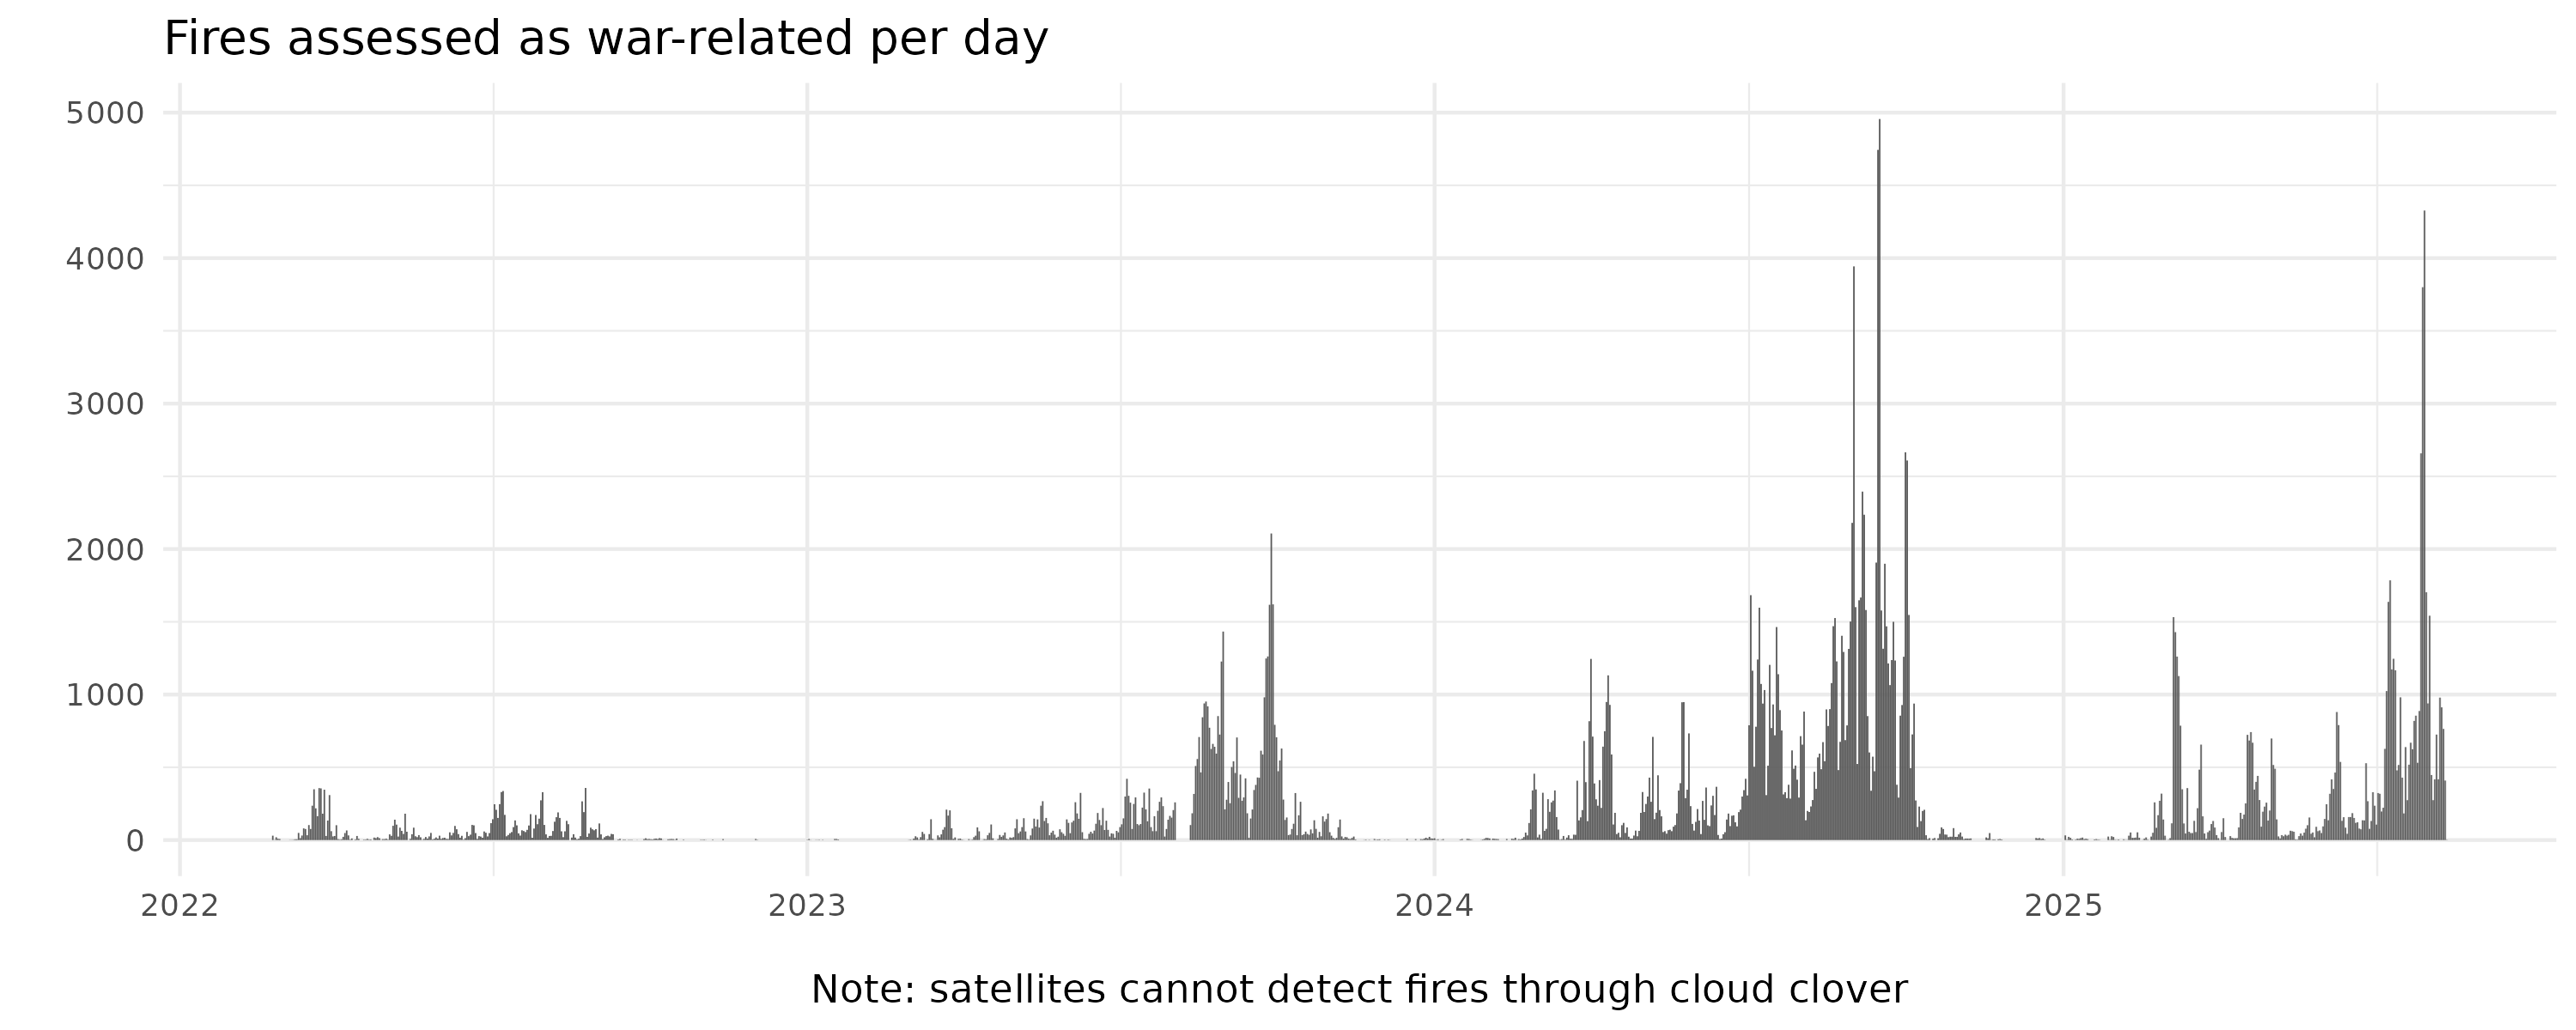 Fires assessed as war-related per day
5000
4000
3000
2000
1000
0
2022 2023 2024 2025
Note: satellites cannot detect fires through cloud clover